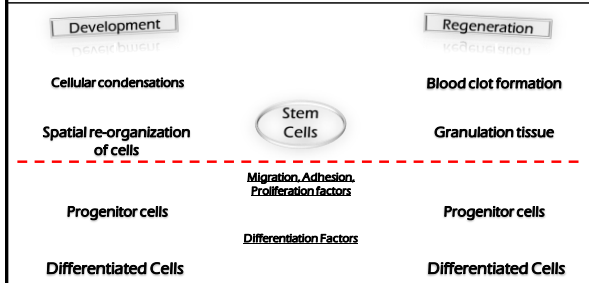 Development
Regeneration
Cellular condensations
Blood clot formation
Stem
Cells
Spatial re-organization
of cells
Granulation tissue
Migration, Adhesion,
Proliferation factors
Progenitor cells
Progenitor cells
Differentiation Factors
Differentiated Cells
Differentiated Cells